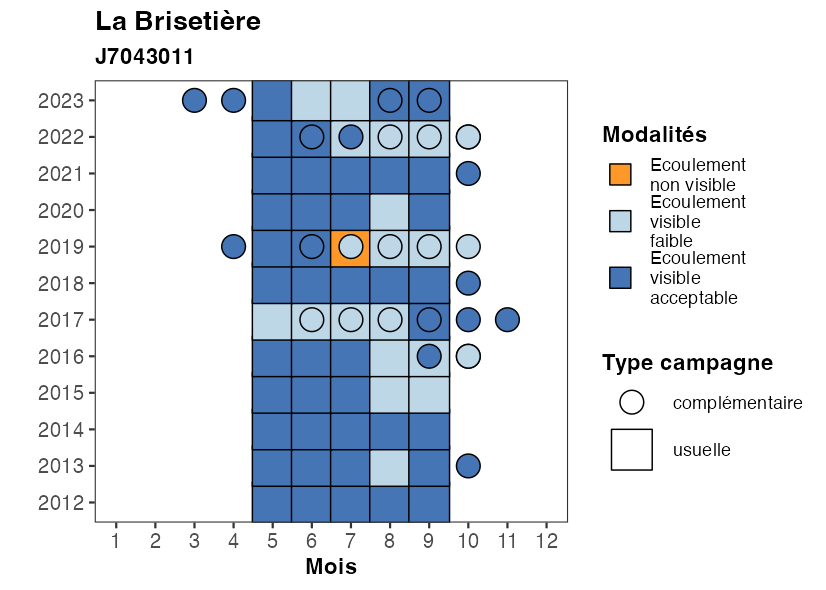 La Brisetière
J7043011
2023
2022
2021
2020
2019
2018
2017
2016
2015
2014
2013
2012
1 2 3 4 5 6 7 8 9 10 11 12
Mois
Modalités
Ecoulement
non visible
Ecoulement
visible
faible
Ecoulement
visible
acceptable
Type campagne
complémentaire
usuelle